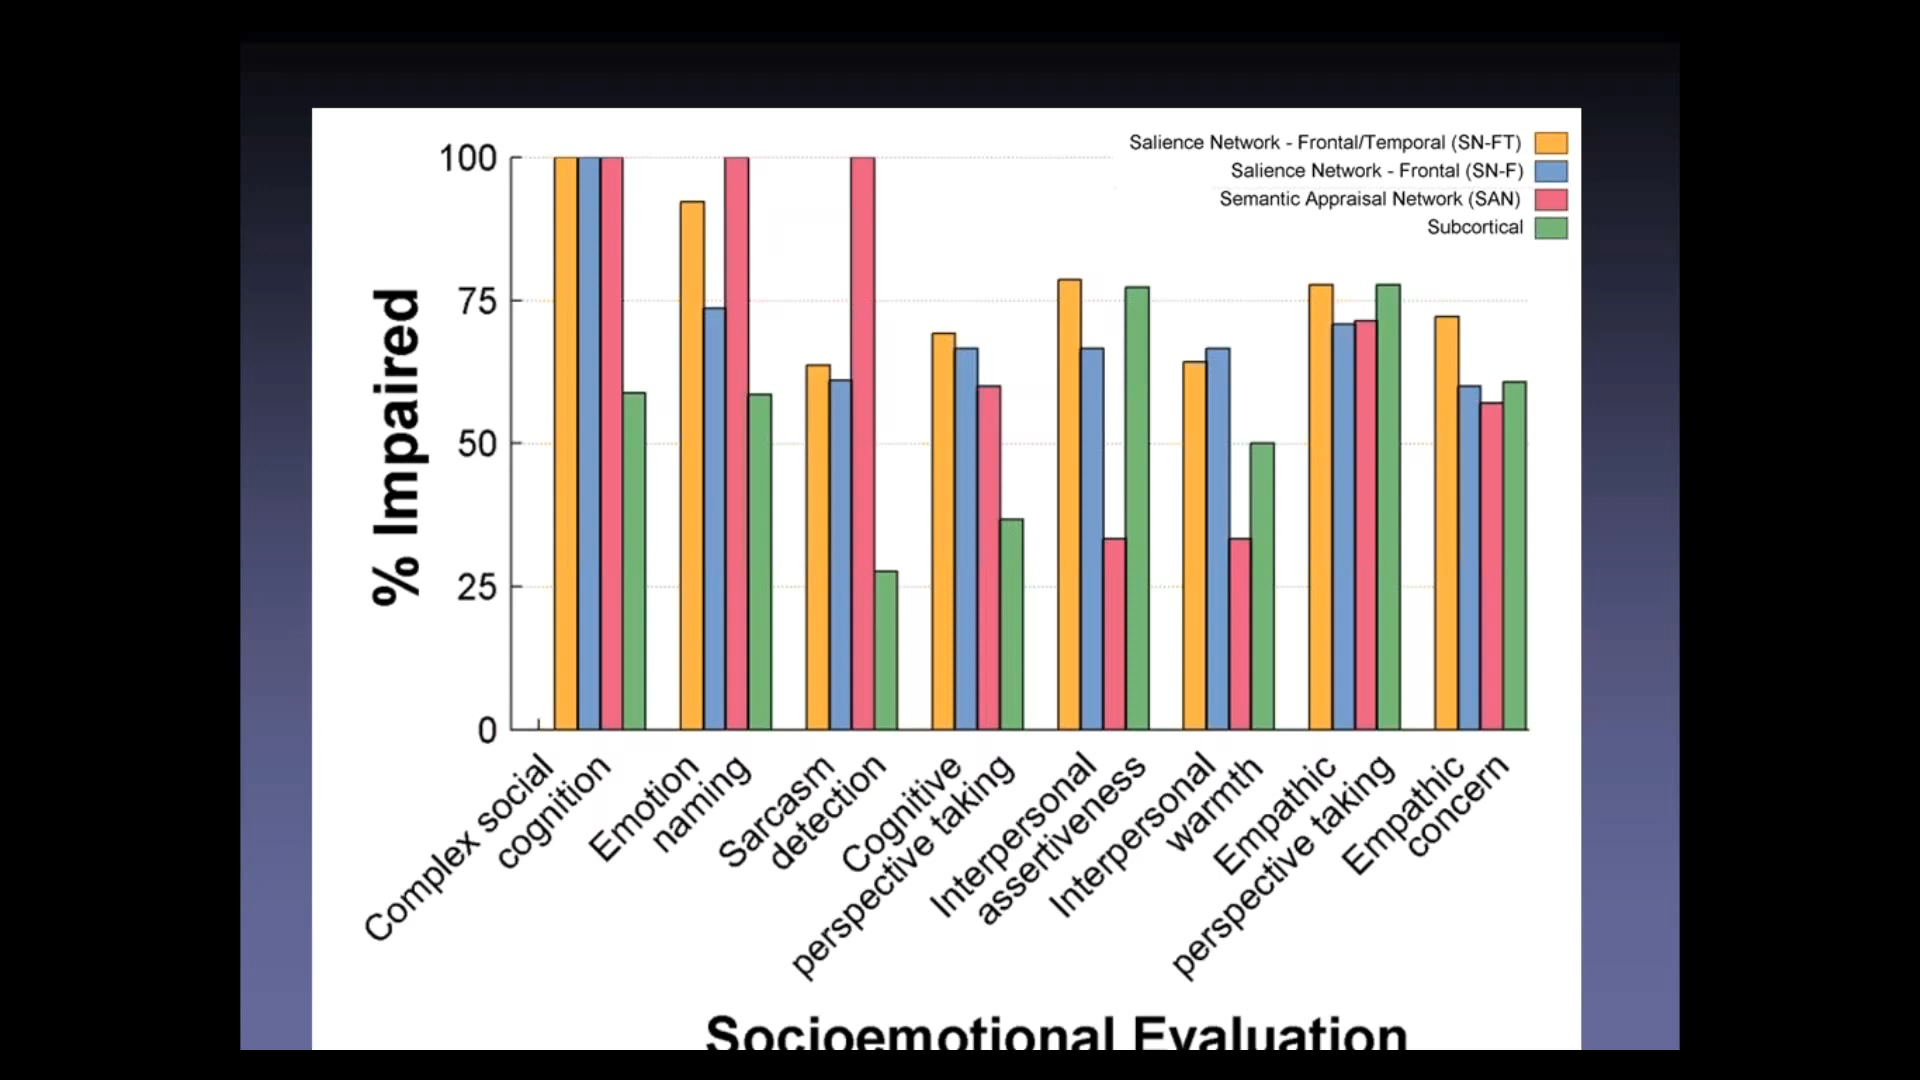 Salience Network - Frontal/Temporal (SN-FT)
Salience Network - Frontal (SN-F)
Semantic Appraisal Network (SAN)
Subcortical
% Impaired
100
75
50
25
0
Complex social
cognition
Emotion
naming
Sarcasm
detection
Cognitive
perspective taking
Interpersonal
assertiveness
Interpersonal
warmth
Empathic
perspective taking
Empathic
concern
Socioemotional Evaluation